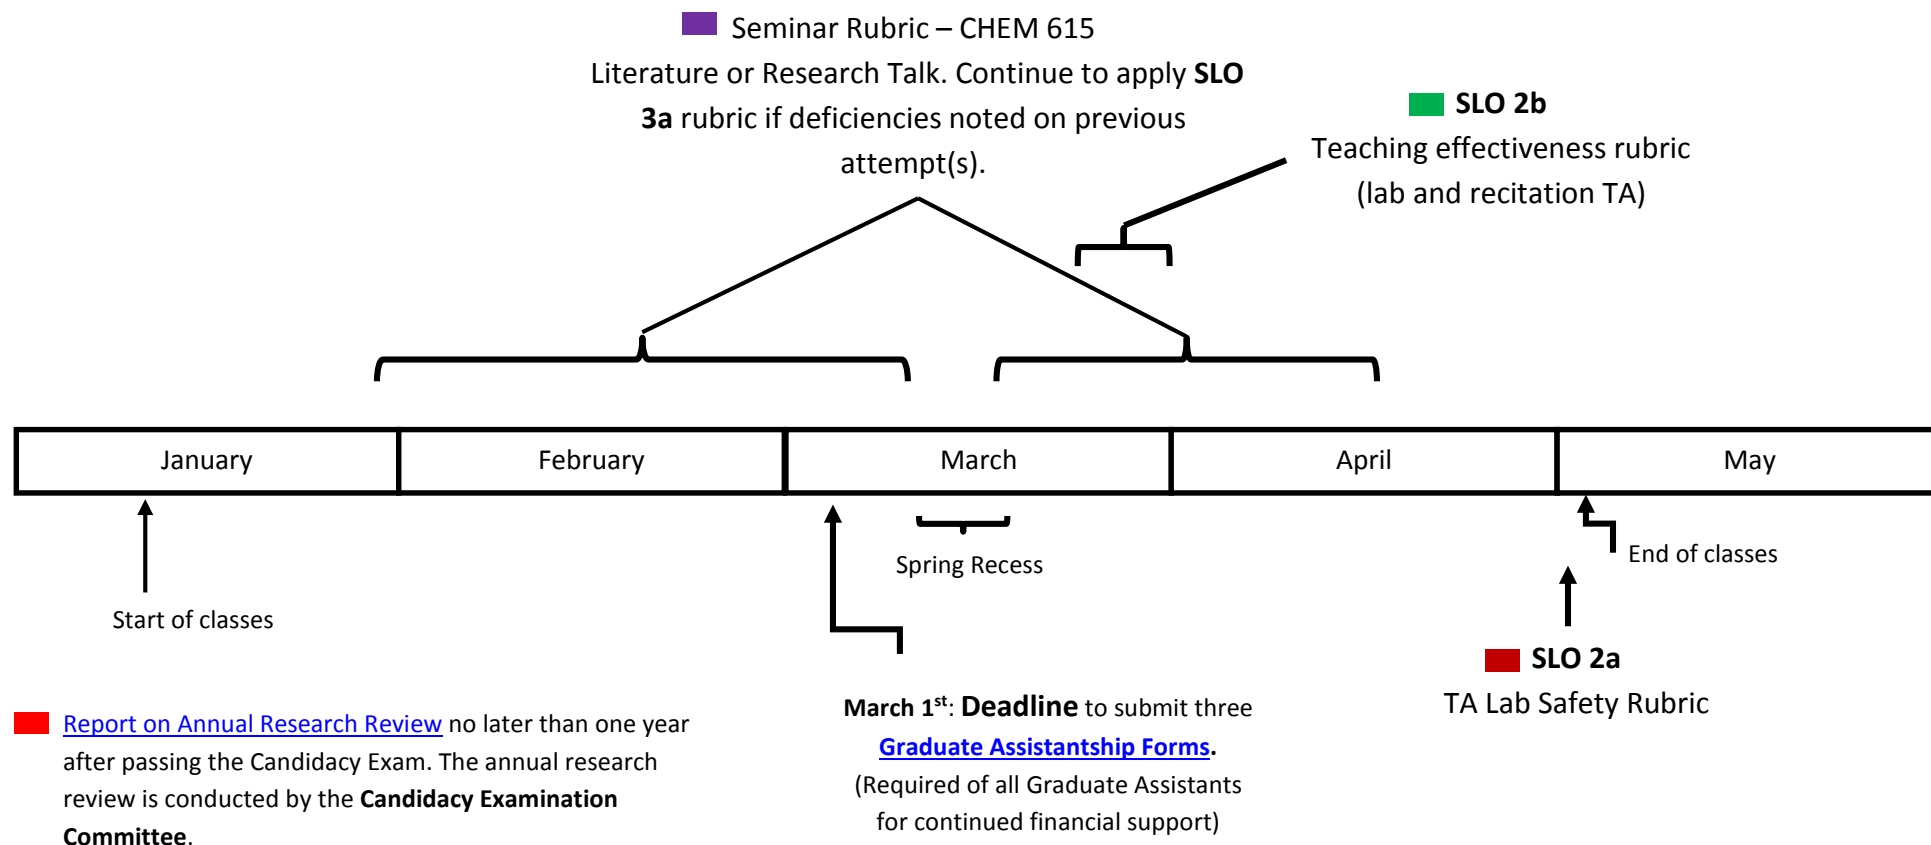 Seminar Rubric – CHEM 615
Literature or Research Talk. Continue to apply SLO
3a rubric if deficiencies noted on previous
attempt(s).
SLO 2b
Teaching effectiveness rubric
(lab and recitation TA)
January
February
March
April
May
Start of classes
Spring Recess
End of classes
SLO 2a
TA Lab Safety Rubric
Report on Annual Research Review no later than one year
after passing the Candidacy Exam. The annual research
review is conducted by the Candidacy Examination
Committee.
March 1st: Deadline to submit three
Graduate Assistantship Forms.
(Required of all Graduate Assistants
for continued financial support)